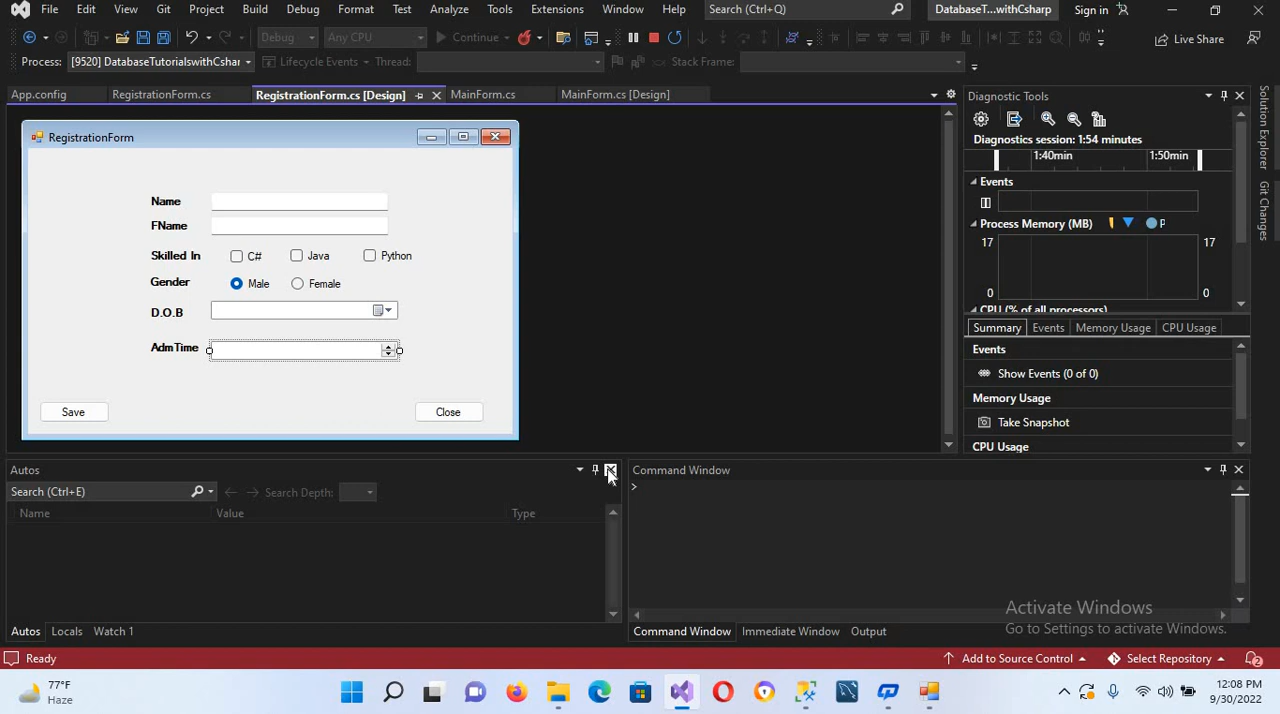 File Edit View Git Project Build Debug Format Test Analyze Tools Extensions Window Help Search (Ctrl+Q) DatabaseT...withCsharp Sign in
Debug Any CPU Continue Live Share
Process: [9520] DatabaseTutorialswithCshar Lifecycle Events Thread: Stack Frame:
App.config RegistrationForm.cs RegistrationForm.cs [Design] MainForm.cs MainForm.cs [Design]
RegistrationForm
Name
FName
Skilled In C# Java Python
Gender Male Female
D.O.B
AdmTime
Save Close
Diagnostic Tools
Diagnostics session: 1:54 minutes
1:40min 1:50min
Events
Process Memory (MB) P
17 17
0 0
CPU (% of all processors)
Summary Events Memory Usage CPU Usage
Events
Show Events (0 of 0)
Memory Usage
Take Snapshot
CPU Usage
Solution Explorer
Git Changes
Autos
Search (Ctrl+E) Search Depth:
Name Value Type
Autos Locals Watch 1
Command Window
>
Command Window Immediate Window Output
Activate Windows
Go to Settings to activate Windows.
Ready Add to Source Control Select Repository 2
77°F
Haze
12:08 PM
9/30/2022